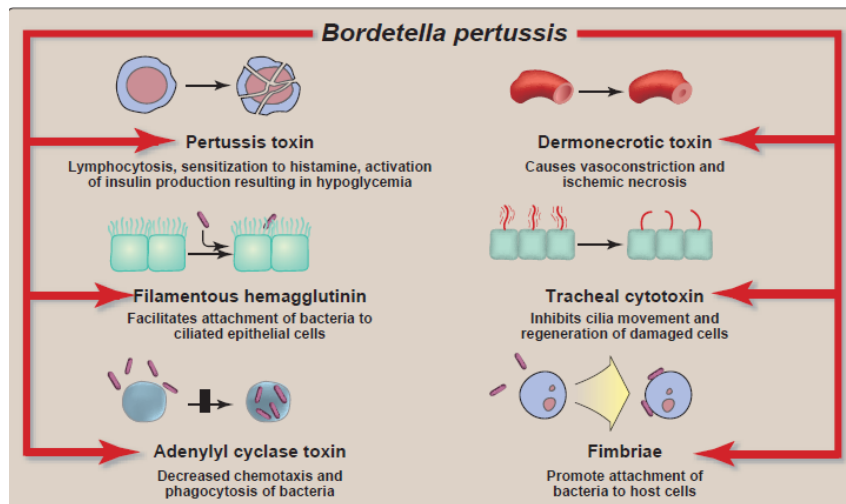 Bordetella pertussis
Pertussis toxin
Lymphocytosis, sensitization to histamine, activation
of insulin production resulting in hypoglycemia
Dermonecrotic toxin
Causes vasoconstriction and
ischemic necrosis
Filamentous hemagglutinin
Facilitates attachment of bacteria to
ciliated epithelial cells
Tracheal cytotoxin
Inhibits cilia movement and
regeneration of damaged cells
Adenylyl cyclase toxin
Decreased chemotaxis and
phagocytosis of bacteria
Fimbriae
Promote attachment of
bacteria to host cells